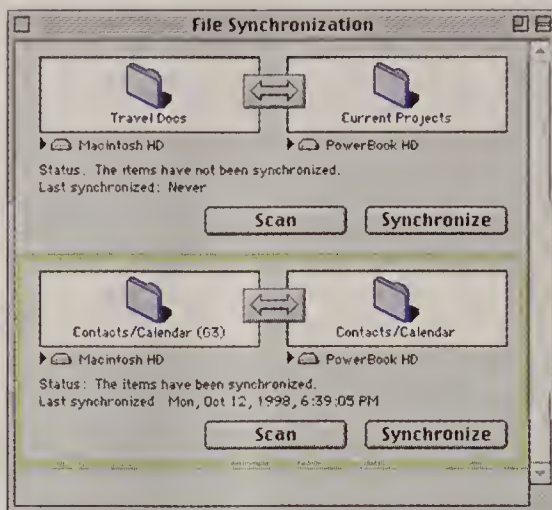 File Synchronization
Travel Docs
Current Projects
Macintosh HD
PowerBook HD
Status: The items have not been synchronized.
Last synchronized: Never
Scan
Synchronize
Contacts/Calendar (G3)
Contacts/Calendar
Macintosh HD
PowerBook HD
Status: The items have been synchronized.
Last synchronized Mon, Oct 12, 1998, 6:39:05 PM
Scan
Synchronize